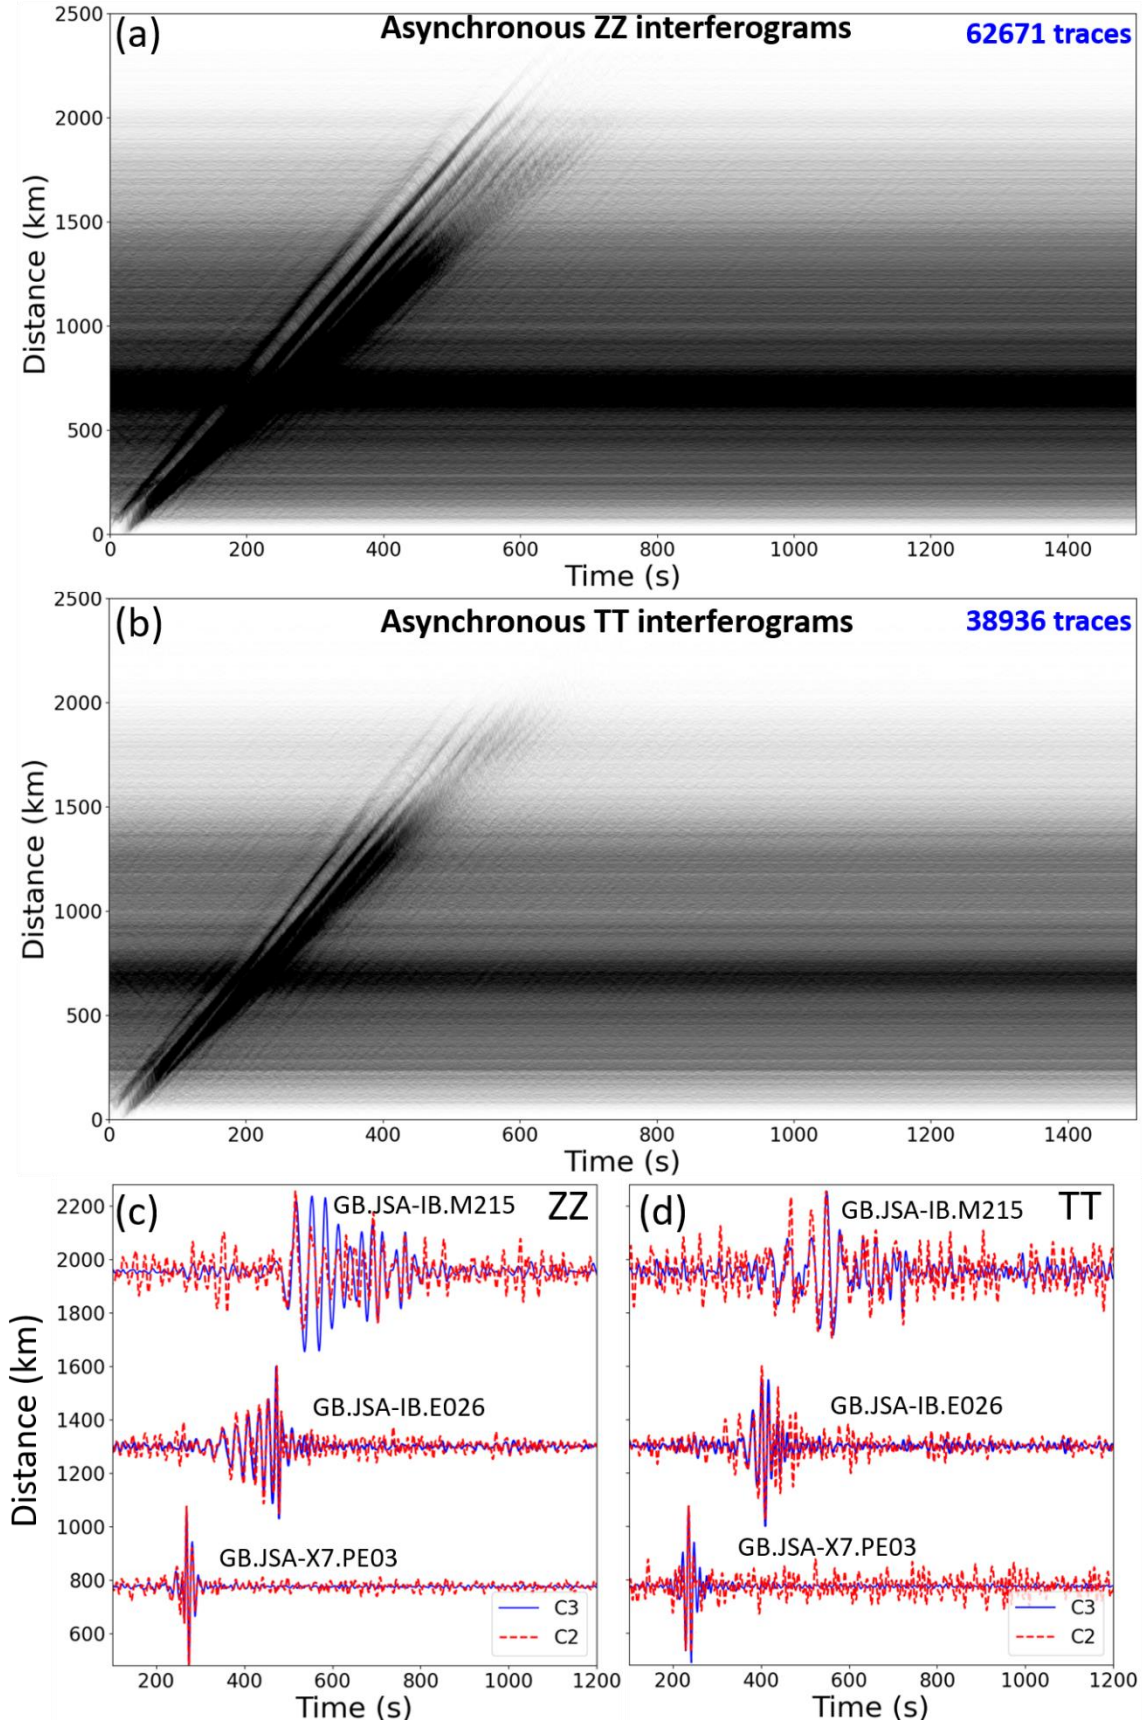 (a) Asynchronous ZZ interferograms 62671 traces
2500
2000
1500
1000
500
0
Distance (km)
0 200 400 600 800 1000 1200 1400
Time (s)
(b) Asynchronous TT interferograms 38936 traces
2500
2000
1500
1000
500
0
Distance (km)
0 200 400 600 800 1000 1200 1400
Time (s)
(c) GB.JSA-IB.M215 ZZ
2200
2000
1800
1600
GB.JSA-IB.E026
1400
1200
1000
GB.JSA-X7.PE03
800
600
C3
C2
Distance (km)
200 400 600 800 1000 1200
Time (s)
(d) GB.JSA-IB.M215 TT
GB.JSA-IB.E026
GB.JSA-X7.PE03
C3
C2
200 400 600 800 1000 1200
Time (s)